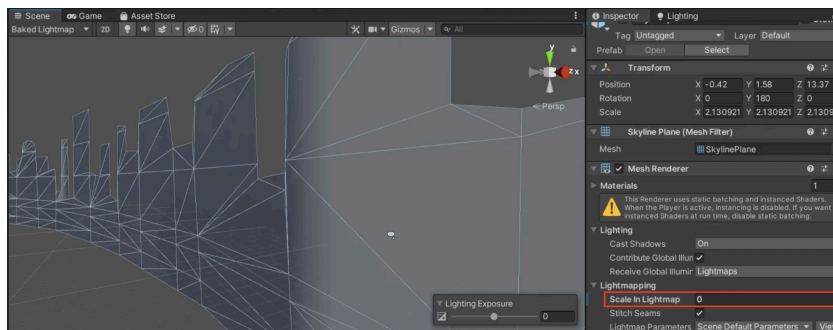 Scene Game Asset Store
Inspector Lighting
Baked Lightmap 2D 0 Gizmos All
Tag Untagged Layer Default
Prefab Open Select
y
z x
Persp
Transform
Position X -0.42 Y 1.58 Z 13.37
Rotation X 0 Y 180 Z 0
Scale X 2.130921 Y 2.130921 Z 2.1309
Skyline Plane (Mesh Filter)
Mesh SkylinePlane
Mesh Renderer
Materials 1
This Renderer uses static batching and instanced Shaders.
When the Player is active, instancing is disabled. If you want
instanced Shaders at run time, disable static batching.
Lighting
Cast Shadows On
Contribute Global Illum
Receive Global Illumir Lightmaps
Lightmapping
Scale In Lightmap 0
Stitch Seams
Lightmap Parameters Scene Default Parameters Vie
Lighting Exposure
0